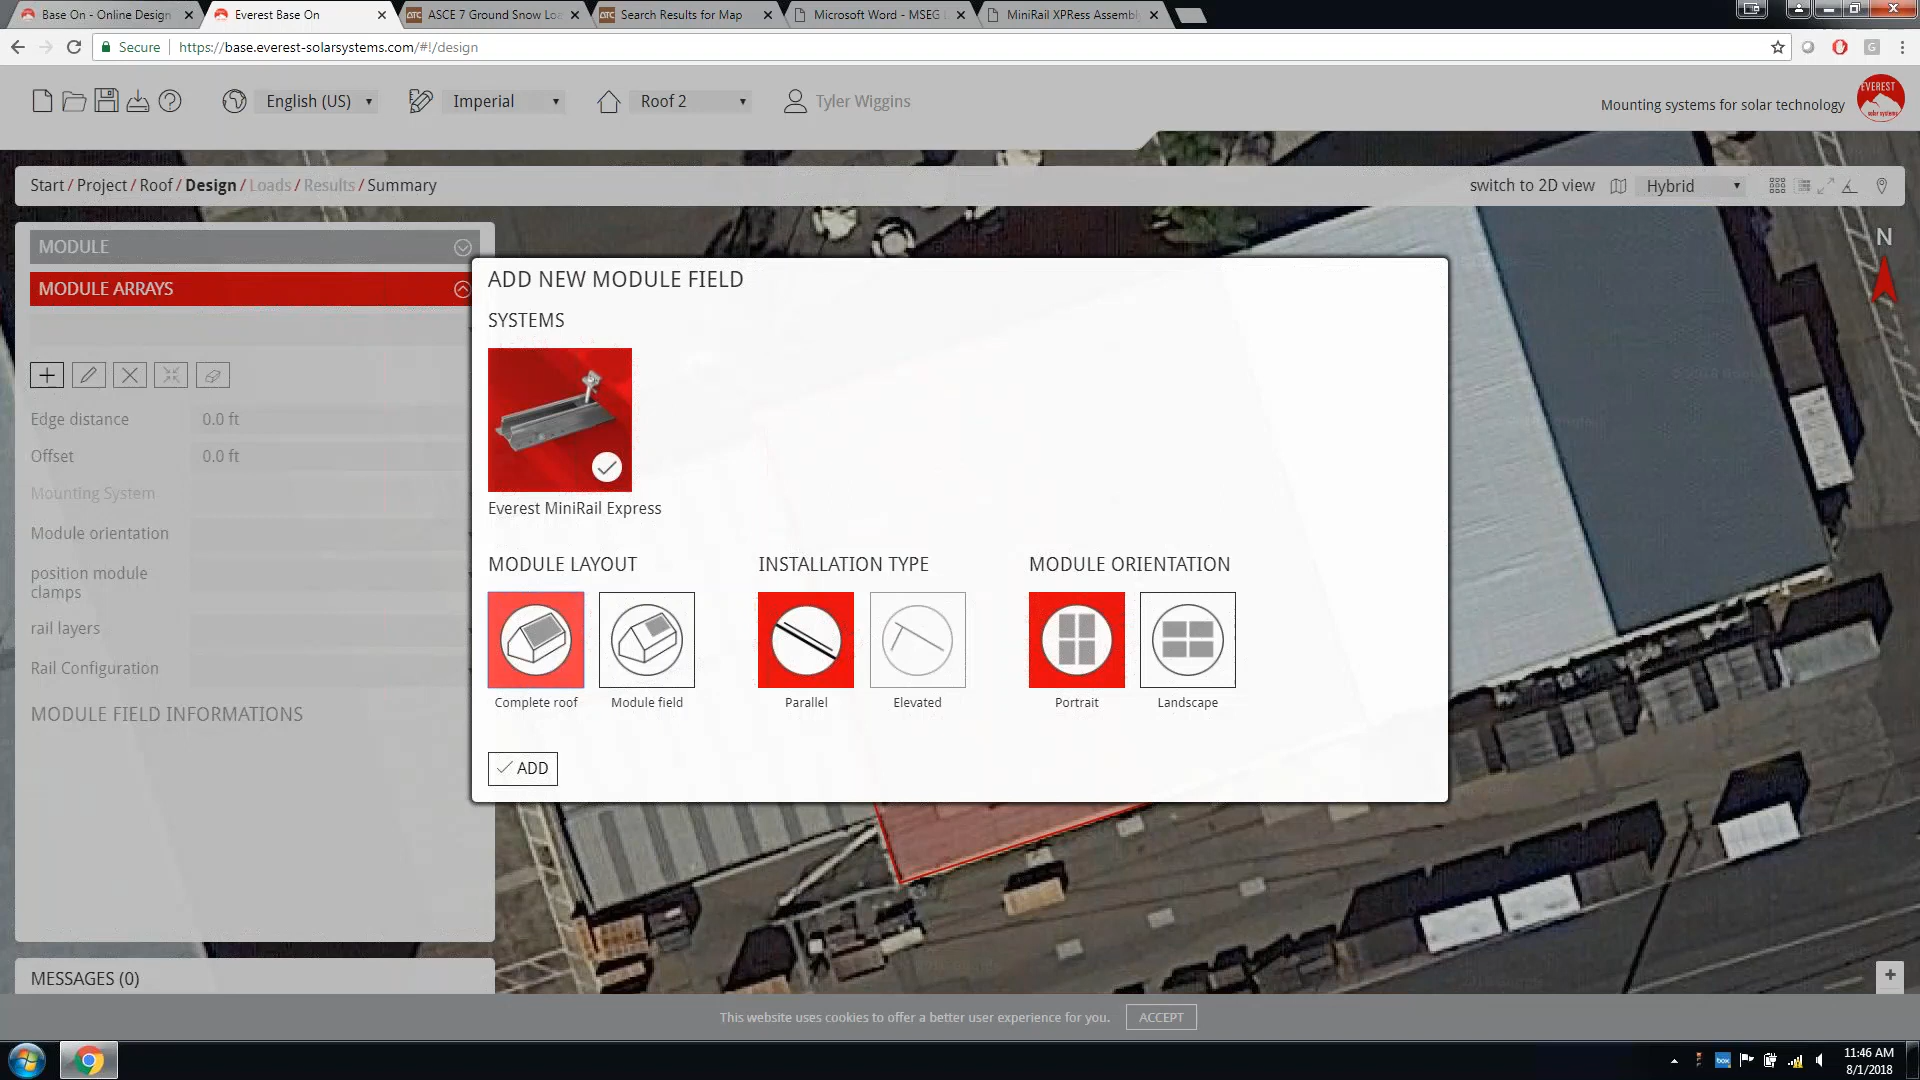 Base On - Online Design
Everest Base On
ASCE 7 Ground Snow Loa
Search Results for Map
Microsoft Word - MSEG
MiniRail XPRess Assembl
Secure
https://base.everest-solarsystems.com/#!/design
English (US)
Imperial
Roof 2
Tyler Wiggins
Mounting systems for solar technology
EVEREST
solar systems
Start / Project / Roof / Design / Loads / Results / Summary
switch to 2D view
Hybrid
N
MODULE
MODULE ARRAYS
Edge distance 0.0 ft
Offset 0.0 ft
Mounting System
Module orientation
position module
clamps
rail layers
Rail Configuration
MODULE FIELD INFORMATIONS
ADD NEW MODULE FIELD
SYSTEMS
Everest MiniRail Express
MODULE LAYOUT
INSTALLATION TYPE
MODULE ORIENTATION
Complete roof
Module field
Parallel
Elevated
Portrait
Landscape
ADD
MESSAGES (0)
This website uses cookies to offer a better user experience for you.
ACCEPT
box
11:46 AM
8/1/2018